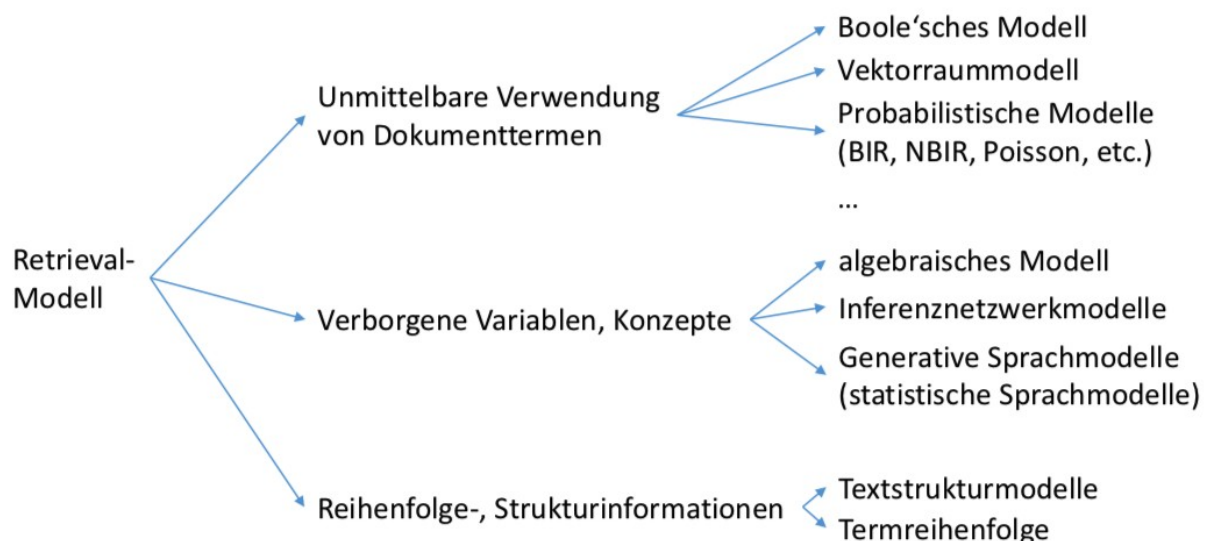 Retrieval-
Modell
Unmittelbare Verwendung
von Dokumenttermen
Boole‘sches Modell
Vektorraummodell
Probabilistische Modelle
(BIR, NBIR, Poisson, etc.)
...
Verborgene Variablen, Konzepte
algebraisches Modell
Inferenznetzwerkmodelle
Generative Sprachmodelle
(statistische Sprachmodelle)
Reihenfolge-, Strukturinformationen
Textstrukturmodelle
Termreihenfolge